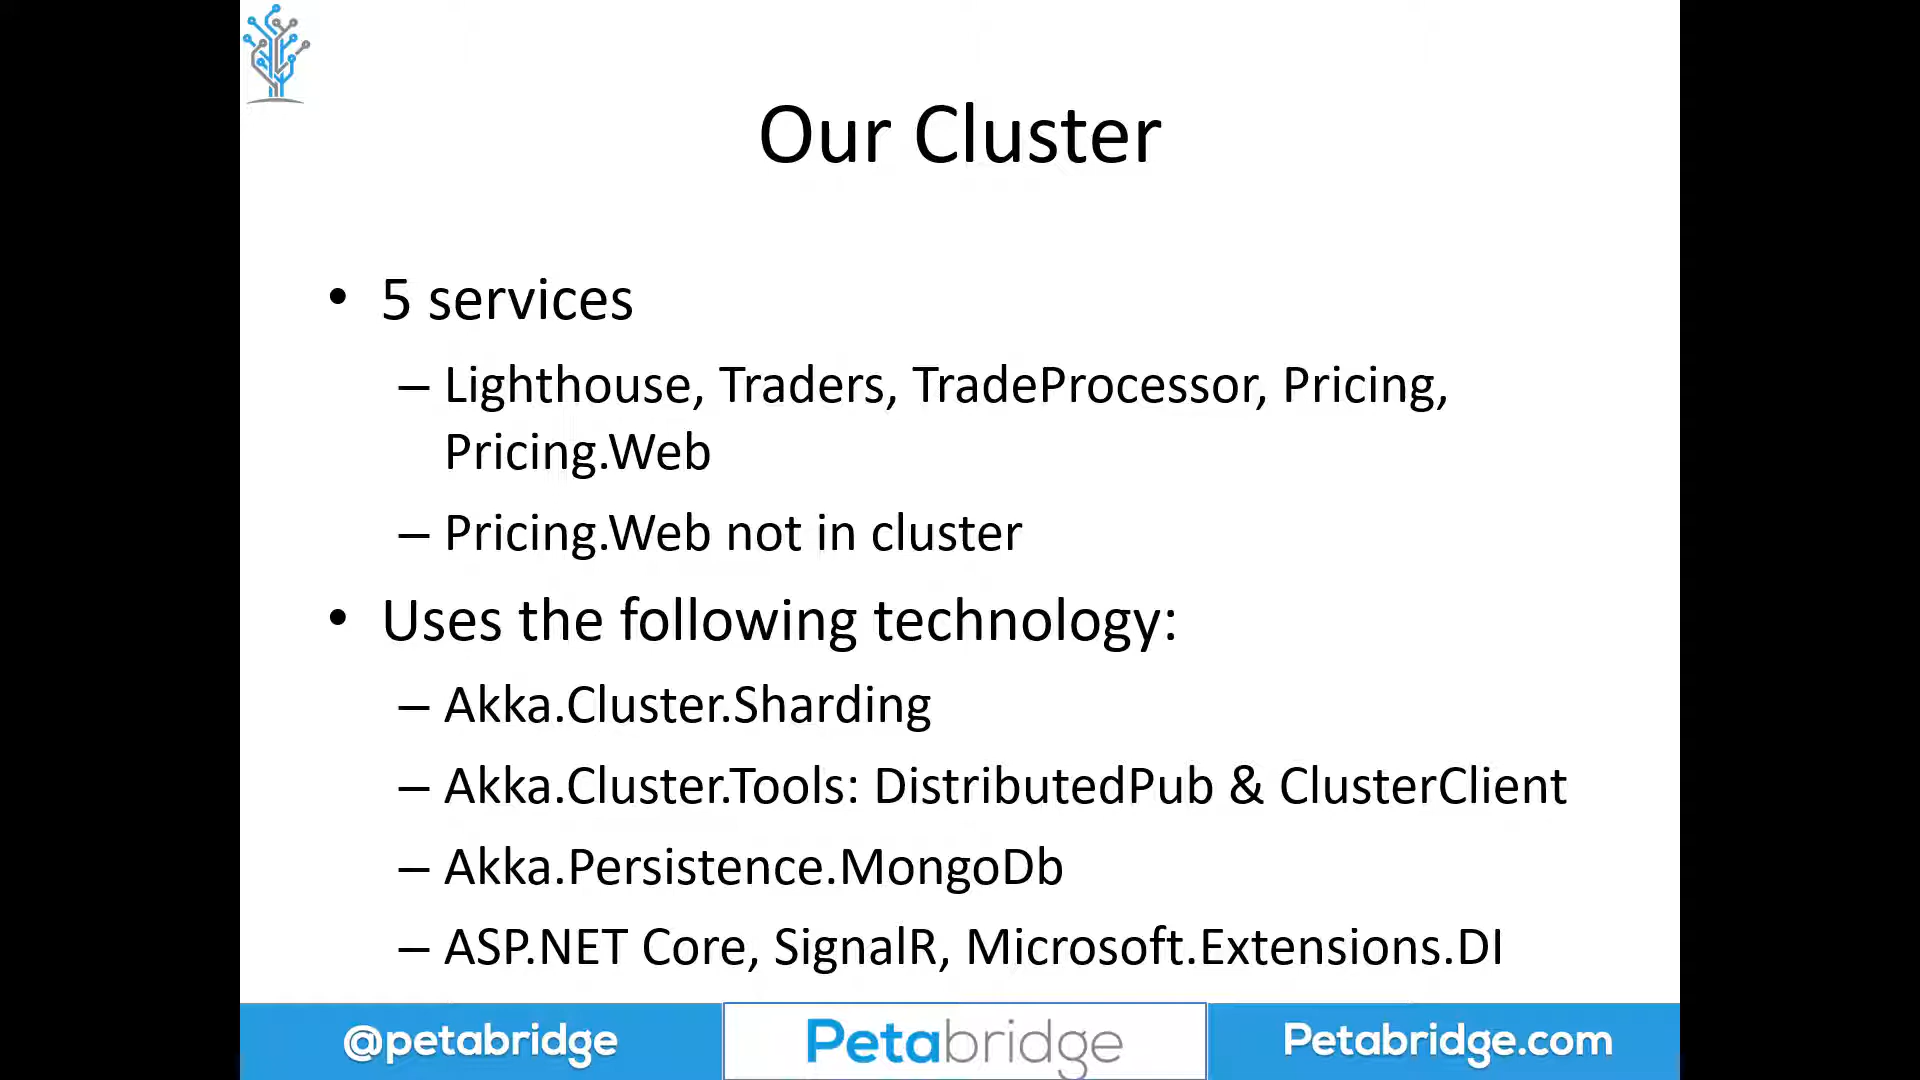 Our Cluster
• 5 services
– Lighthouse, Traders, TradeProcessor, Pricing,
Pricing.Web
– Pricing.Web not in cluster
• Uses the following technology:
– Akka.Cluster.Sharding
– Akka.Cluster.Tools: DistributedPub & ClusterClient
– Akka.Persistence.MongoDb
– ASP.NET Core, SignalR, Microsoft.Extensions.DI
@petabridge
Petabridge
Petabridge.com